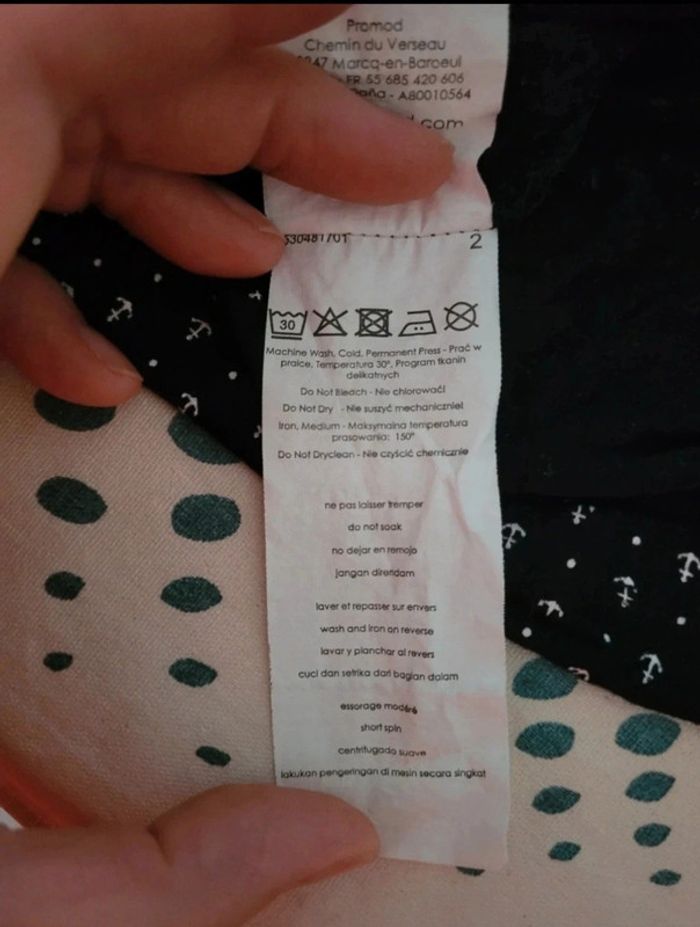 Promod
Chemin du Verseau
47 Marcq-en-Baroeul
FR 55 685 420 606
- A80010564
.com
530481701
2
30
Machine Wash, Cold, Permanent Press - Prać w
pralce, Temperatura 30°, Program tkanin
delikatnych
Do Not Bleach - Nie chlorować!
Do Not Dry - Nie suszyć mechanicznie!
Iron, Medium - Maksymalna temperatura
prasowania: 150°
Do Not Dryclean - Nie czyścić chemicznie
ne pas laisser tremper
do not soak
no dejar en remojo
jangan direndam
laver et repasser sur envers
wash and iron on reverse
lavar y planchar al revers
cuci dan setrika dari bagian dalam
essorage modéré
short spin
centrifugado suave
lakukan pengeringan di mesin secara singkat